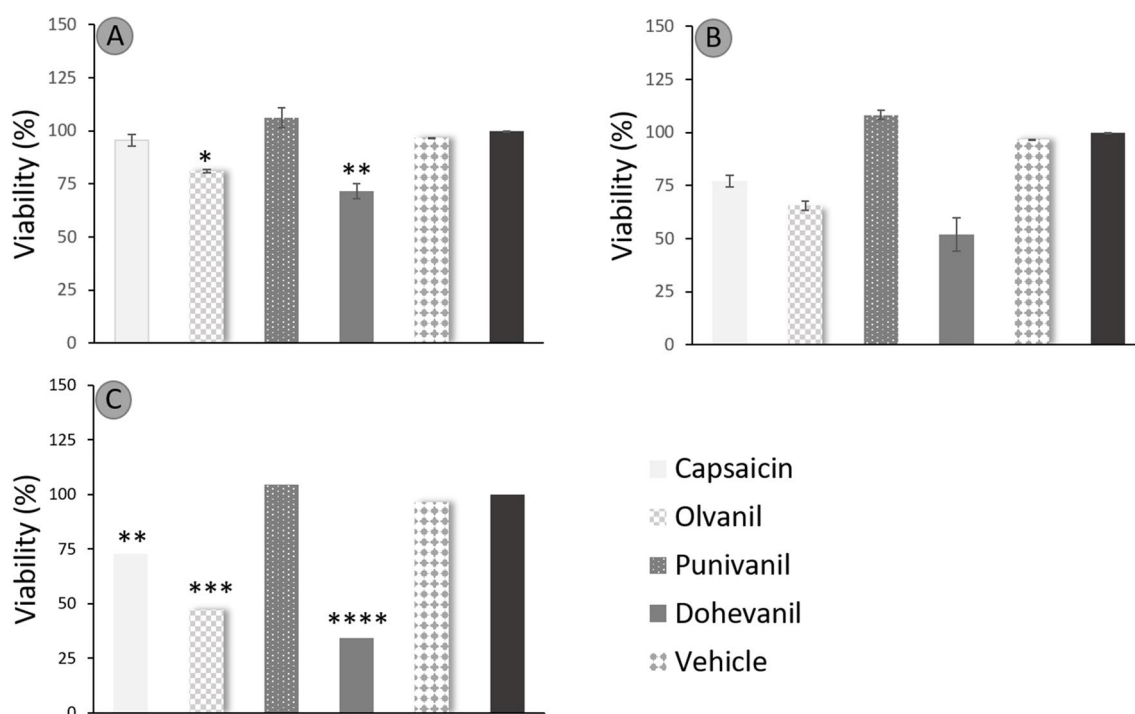 A
Viability (%)
150
125
100
75
50
25
0
*
**
B
Viability (%)
150
125
100
75
50
25
0
C
Viability (%)
150
125
100
75
50
25
0
**
***
****
Capsaicin
Olvanil
Punivanil
Dohevanil
Vehicle